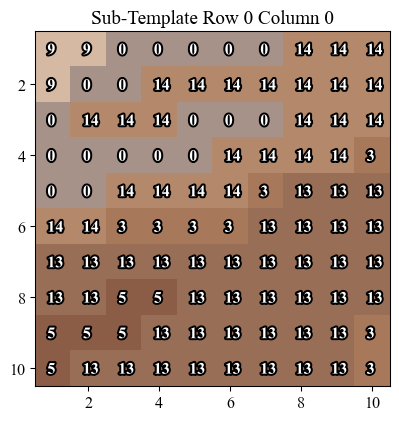 Sub-Template Row 0 Column 0
9 9 0 0 0 0 0 14 14 14
2 9 0 0 14 14 14 14 14 14 14
0 14 14 14 0 0 0 14 14 14
4 0 0 0 0 0 14 14 14 14 3
0 0 14 14 14 14 3 13 13 13
6 14 14 3 3 3 3 13 13 13 13
13 13 13 13 13 13 13 13 13 13
8 13 13 5 5 13 13 13 13 13 13
5 5 5 13 13 13 13 13 13 3
10 5 13 13 13 13 13 13 13 13 3
2 4 6 8 10